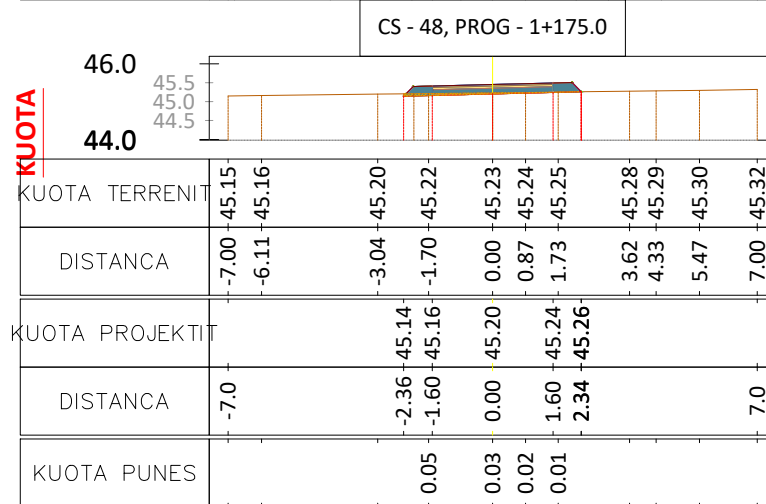 CS - 48, PROG - 1+175.0
46.0
45.5
45.0
44.5
44.0
KUOTA
KUOTA TERRENIT 45.15 45.16 45.20 45.22 45.23 45.24 45.25 45.28 45.29 45.30 45.32
DISTANCA -7.00 -6.11 -3.04 -1.70 0.00 0.87 1.73 3.62 4.33 5.47 7.00
KUOTA PROJEKTIT 45.14 45.16 45.20 45.24 45.26
DISTANCA -7.0 -2.36 -1.60 0.00 1.60 2.34 7.0
KUOTA PUNES 0.05 0.03 0.02 0.01